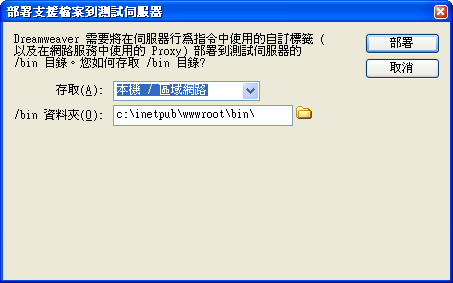 部署支援檔案到測試伺服器
Dreamweaver 需要將在伺服器行為指令中使用的自訂標籤 (
以及在網路服務中使用的 Proxy) 部署到測試伺服器的
/bin 目錄。您如何存取 /bin 目錄?
部署
取消
存取(A): 本機 / 區域網路
/bin 資料夾(O): c:\inetpub\wwwroot\bin\